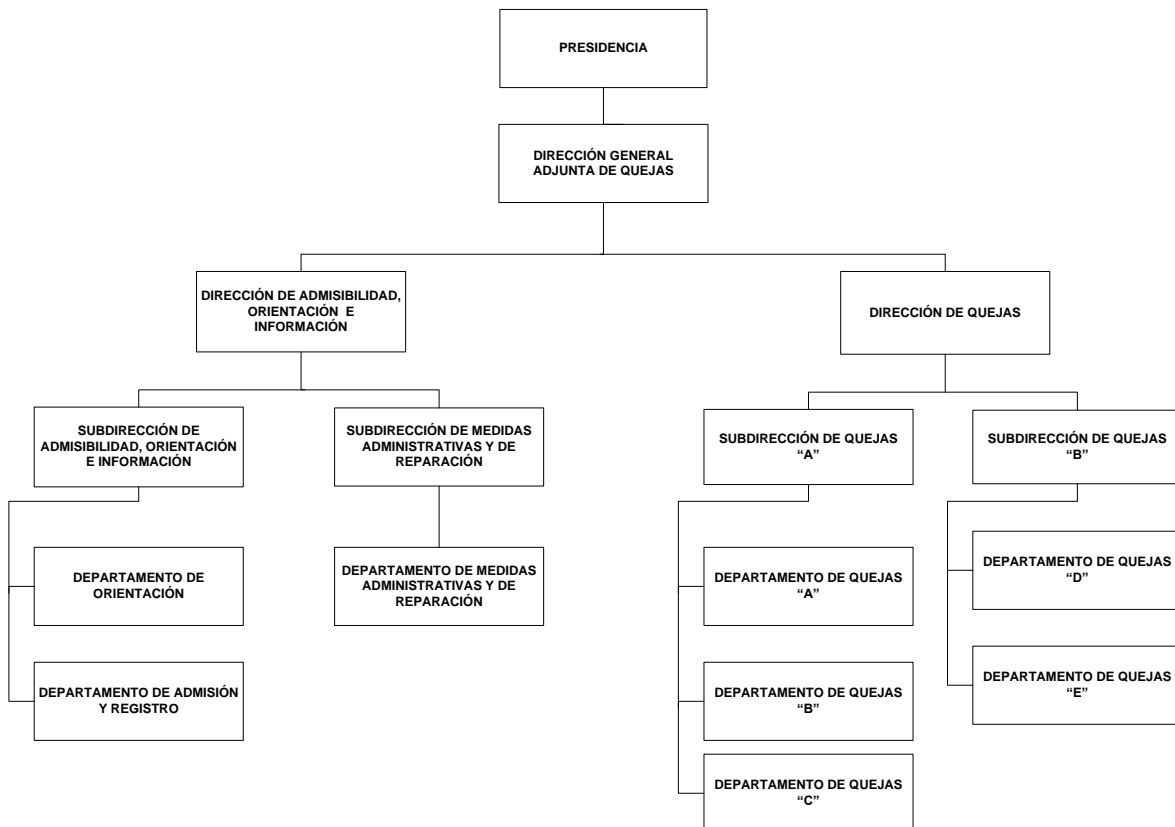 PRESIDENCIA
DIRECCIÓN GENERAL
ADJUNTA DE QUEJAS
DIRECCIÓN DE ADMISIBILIDAD,
ORIENTACIÓN E
INFORMACIÓN
DIRECCIÓN DE QUEJAS
SUBDIRECCIÓN DE
ADMISIBILIDAD, ORIENTACIÓN
E INFORMACIÓN
SUBDIRECCIÓN DE MEDIDAS
ADMINISTRATIVAS Y DE
REPARACIÓN
SUBDIRECCIÓN DE QUEJAS
“A”
SUBDIRECCIÓN DE QUEJAS
“B”
DEPARTAMENTO DE
ORIENTACIÓN
DEPARTAMENTO DE MEDIDAS
ADMINISTRATIVAS Y DE
REPARACIÓN
DEPARTAMENTO DE QUEJAS
“A”
DEPARTAMENTO DE QUEJAS
“D”
DEPARTAMENTO DE ADMISIÓN
Y REGISTRO
DEPARTAMENTO DE QUEJAS
“B”
DEPARTAMENTO DE QUEJAS
“E”
DEPARTAMENTO DE QUEJAS
“C”